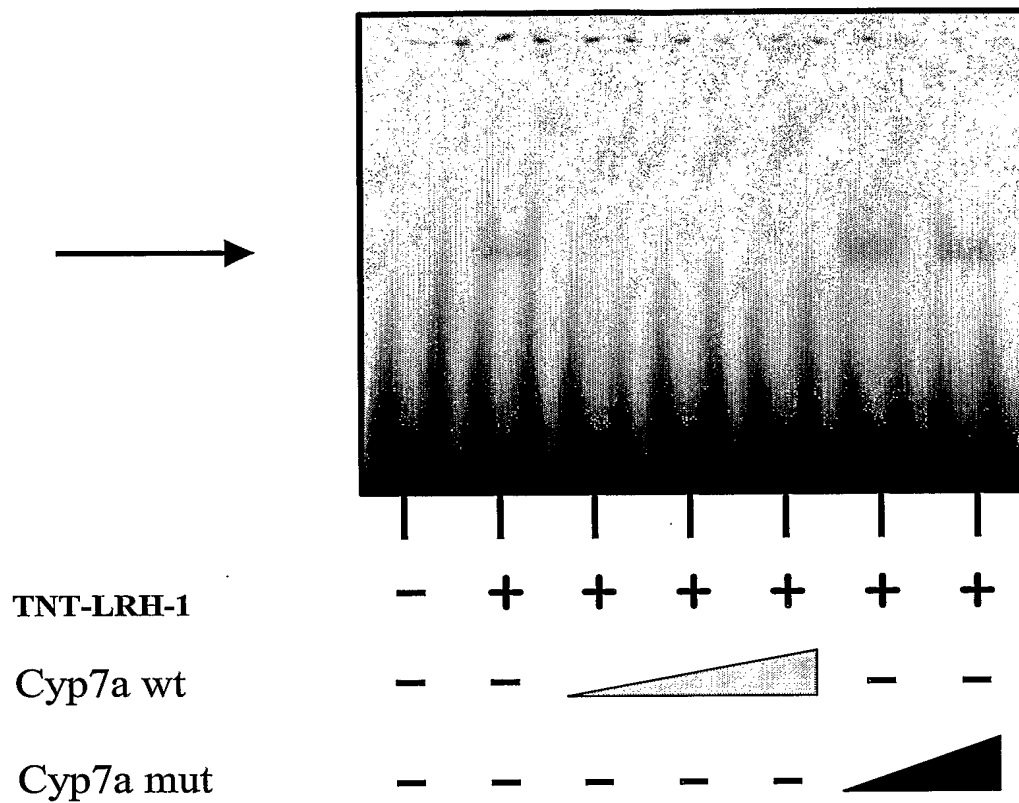 TNT-LRH-1 - + + + + + +
Cyp7a wt - - - -
Cyp7a mut - - - - -